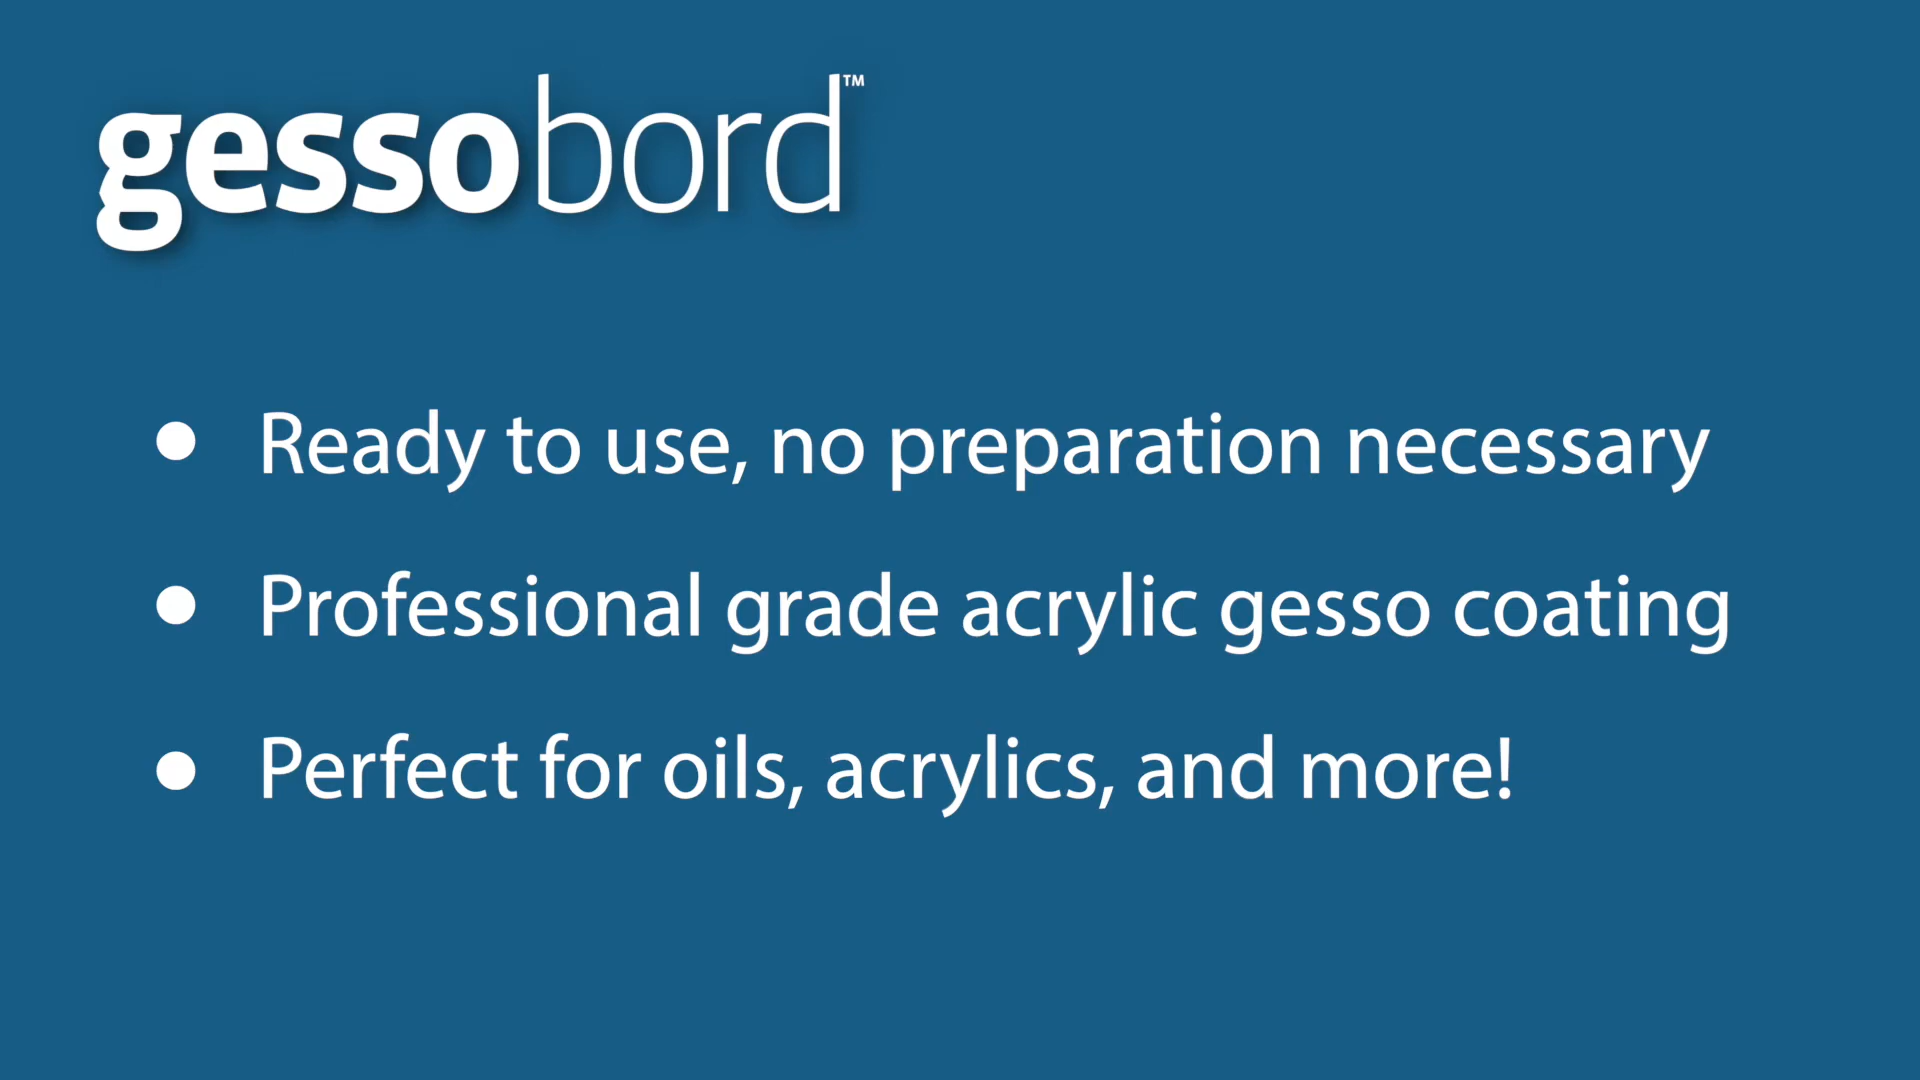 gessobord™
• Ready to use, no preparation necessary
• Professional grade acrylic gesso coating
• Perfect for oils, acrylics, and more!